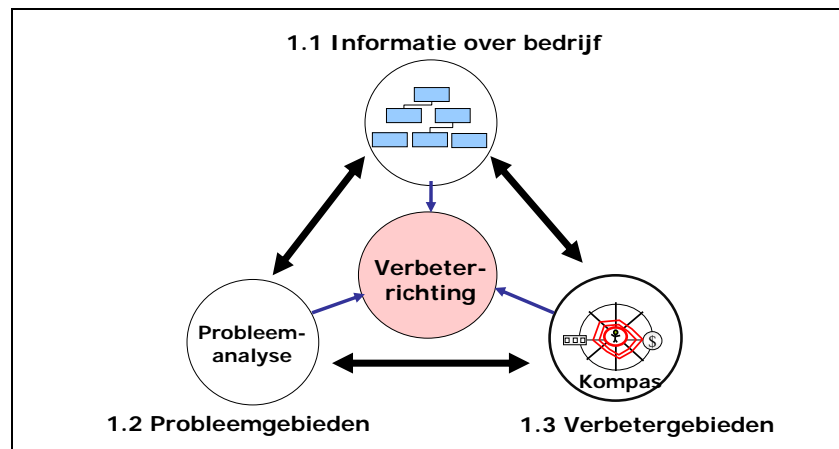 1.1 Informatie over bedrijf
Verbeter-
richting
Probleem-
analyse
$
Kompas
1.2 Probleemgebieden
1.3 Verbetergebieden